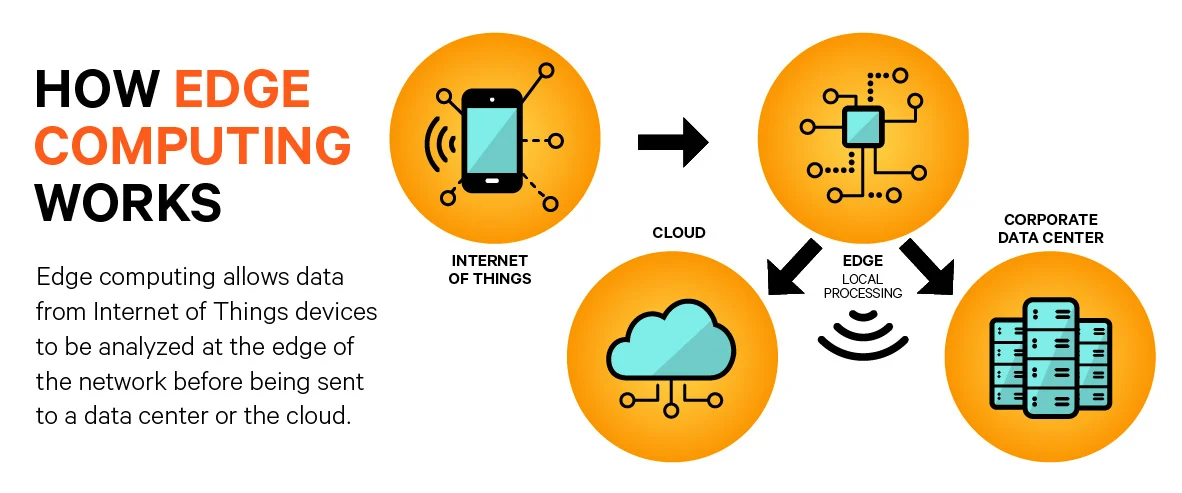 HOW EDGE
COMPUTING
WORKS
Edge computing allows data
from Internet of Things devices
to be analyzed at the edge of
the network before being sent
to a data center or the cloud.
INTERNET
OF THINGS
EDGE
LOCAL
PROCESSING
CLOUD
CORPORATE
DATA CENTER